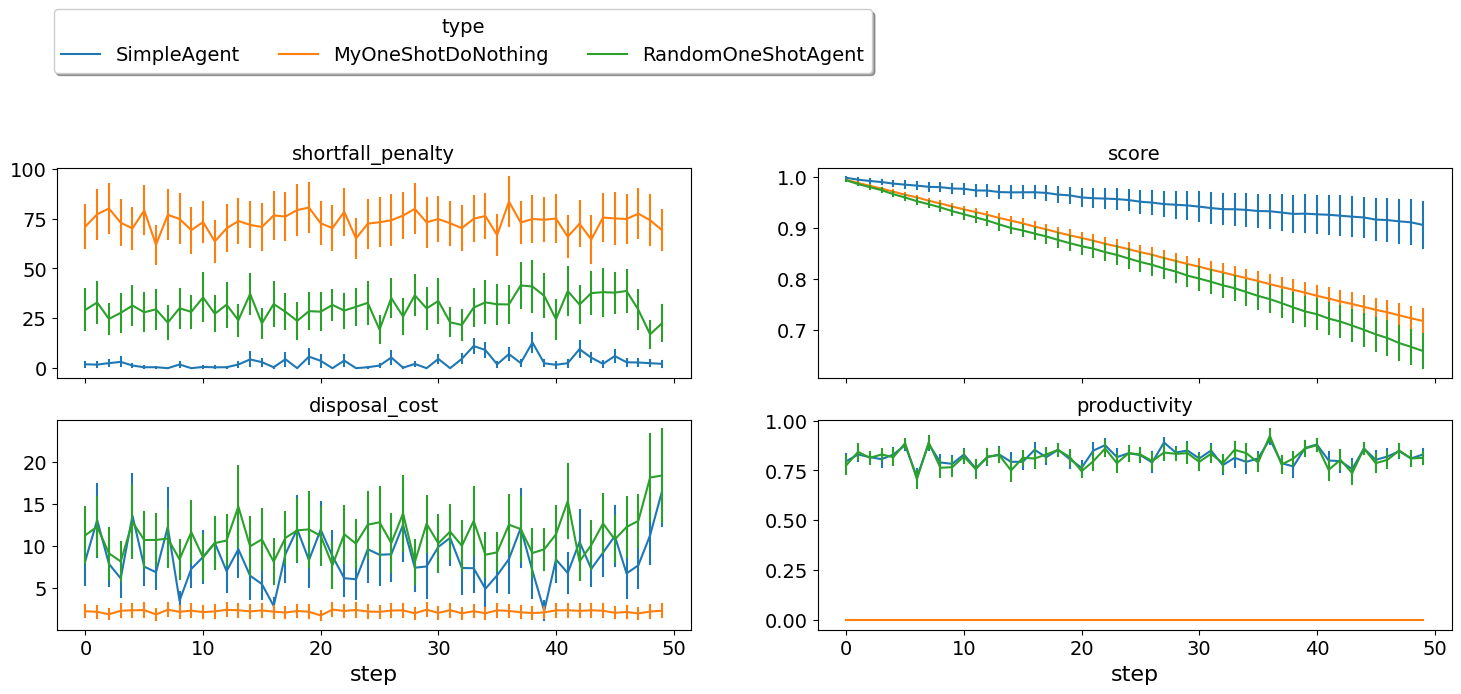 type
SimpleAgent MyOneShotDoNothing RandomOneShotAgent
shortfall_penalty
100
75
50
25
0
score
1.0
0.9
0.8
0.7
disposal_cost
20
15
10
5
0 10 20 30 40 50
step
productivity
1.00
0.75
0.50
0.25
0.00
0 10 20 30 40 50
step